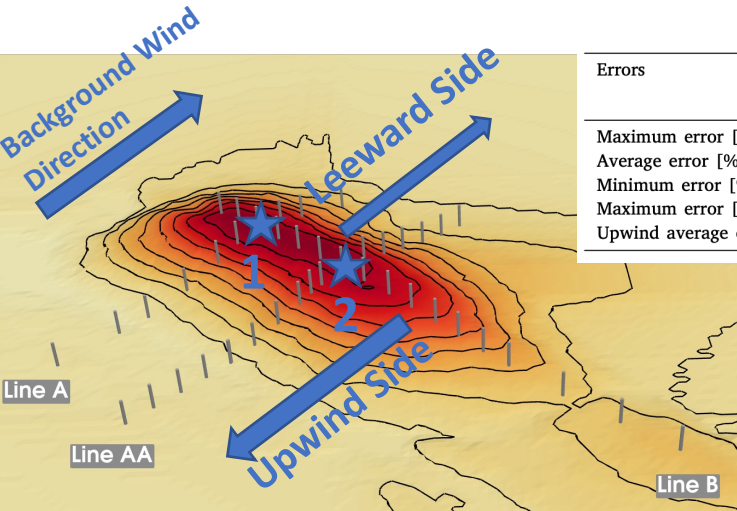 Background Wind
Direction
Leeward Side
Errors
Maximum error [
Average error [%
Minimum error [
Maximum error [
Upwind average
1
2
Upwind Side
Line A
Line AA
Line B